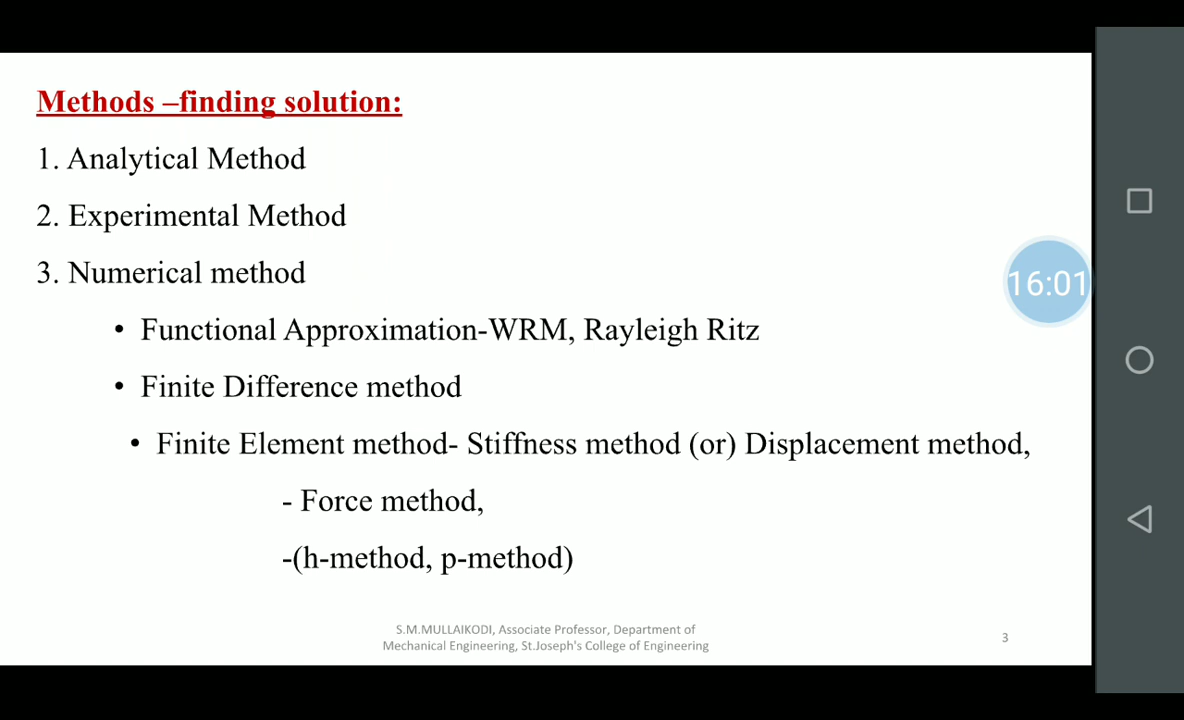 Methods –finding solution:
1. Analytical Method
2. Experimental Method
3. Numerical method
• Functional Approximation-WRM, Rayleigh Ritz
• Finite Difference method
• Finite Element method- Stiffness method (or) Displacement method,
- Force method,
-(h-method, p-method)
16:01
S.M.MULLAIKODI, Associate Professor, Department of
Mechanical Engineering, St.Joseph's College of Engineering
3